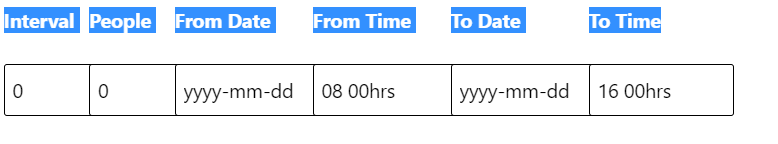 Interval People From Date From Time To Date To Time
0 0 yyyy-mm-dd 08 00hrs yyyy-mm-dd 16 00hrs